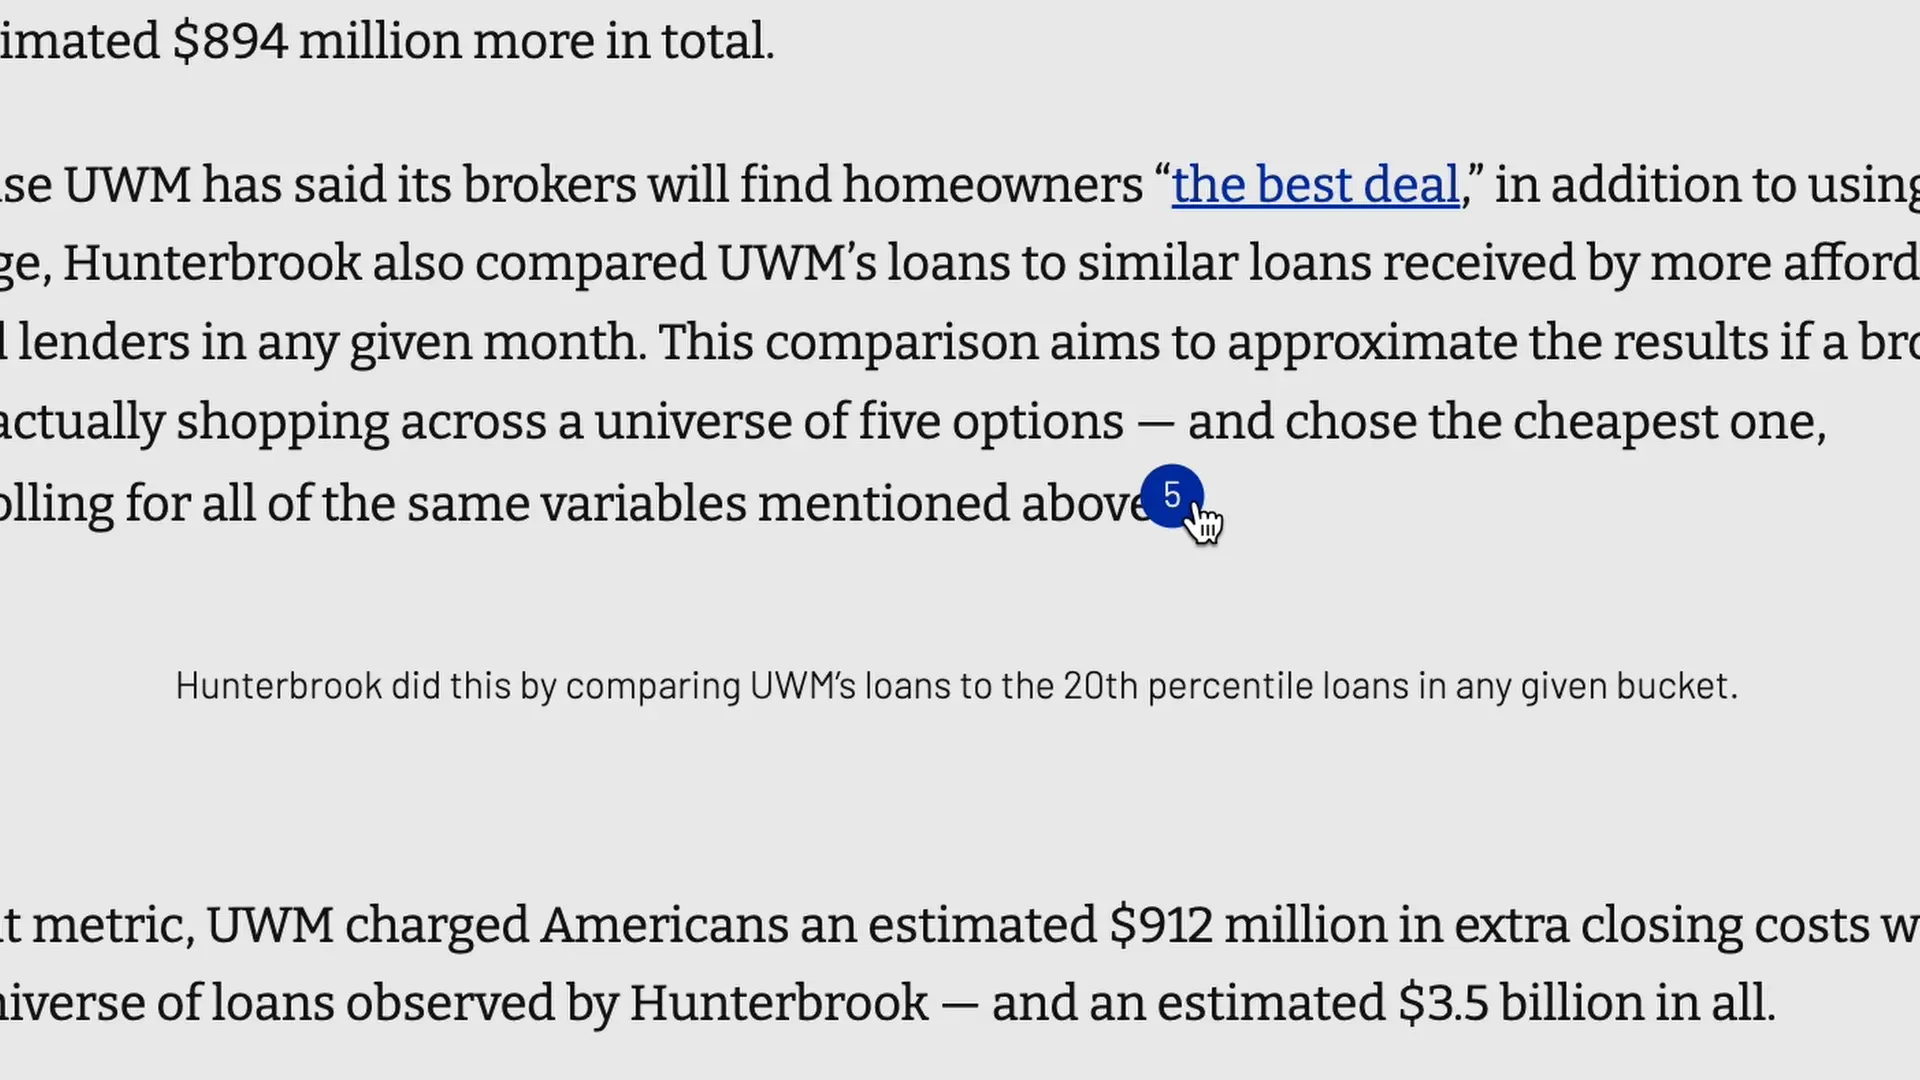 imated $894 million more in total.
se UWM has said its brokers will find homeowners “the best deal,” in addition to using
ge, Hunterbrook also compared UWM’s loans to similar loans received by more afford
lenders in any given month. This comparison aims to approximate the results if a bro
actually shopping across a universe of five options — and chose the cheapest one,
olling for all of the same variables mentioned above 5
Hunterbrook did this by comparing UWM’s loans to the 20th percentile loans in any given bucket.
t metric, UWM charged Americans an estimated $912 million in extra closing costs w
niverse of loans observed by Hunterbrook — and an estimated $3.5 billion in all.